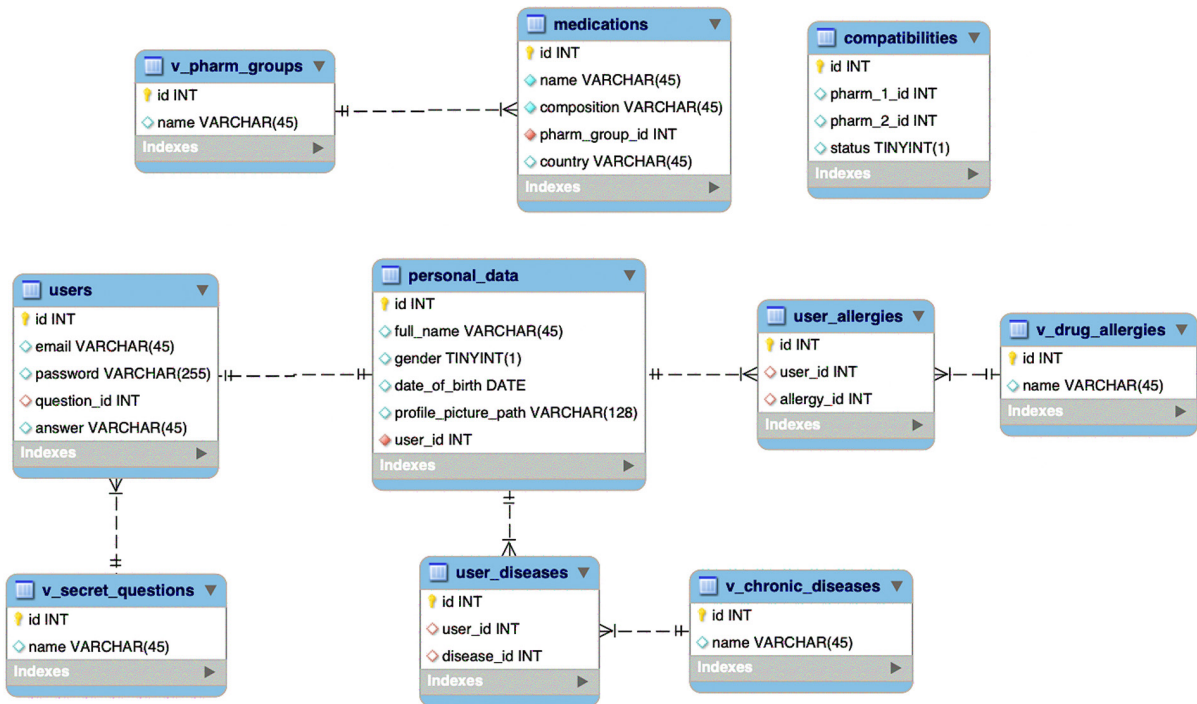 v_pharm_groups
id INT
name VARCHAR(45)
Indexes
medications
id INT
name VARCHAR(45)
composition VARCHAR(45)
pharm_group_id INT
country VARCHAR(45)
Indexes
compatibilities
id INT
pharm_1_id INT
pharm_2_id INT
status TINYINT(1)
Indexes
users
id INT
email VARCHAR(45)
password VARCHAR(255)
question_id INT
answer VARCHAR(45)
Indexes
personal_data
id INT
full_name VARCHAR(45)
gender TINYINT(1)
date_of_birth DATE
profile_picture_path VARCHAR(128)
user_id INT
Indexes
user_allergies
id INT
user_id INT
allergy_id INT
Indexes
v_drug_allergies
id INT
name VARCHAR(45)
Indexes
v_secret_questions
id INT
name VARCHAR(45)
Indexes
user_diseases
id INT
user_id INT
disease_id INT
Indexes
v_chronic_diseases
id INT
name VARCHAR(45)
Indexes